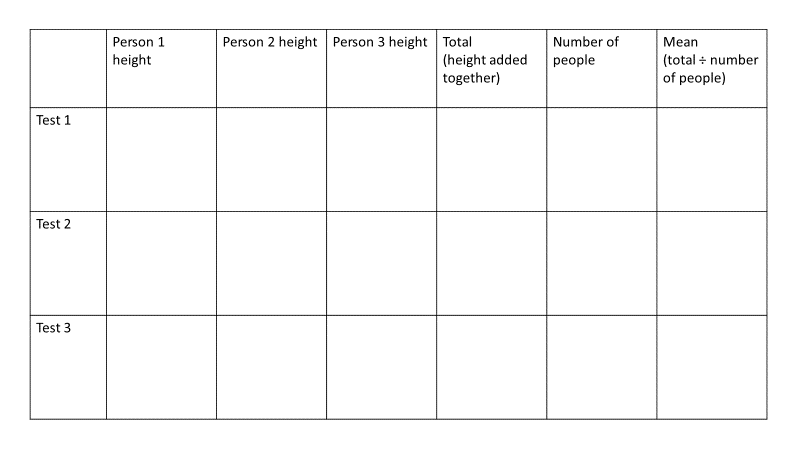 Person 1
height
Person 2 height
Person 3 height
Total
(height added
together)
Number of
people
Mean
(total ÷ number
of people)
Test 1
Test 2
Test 3